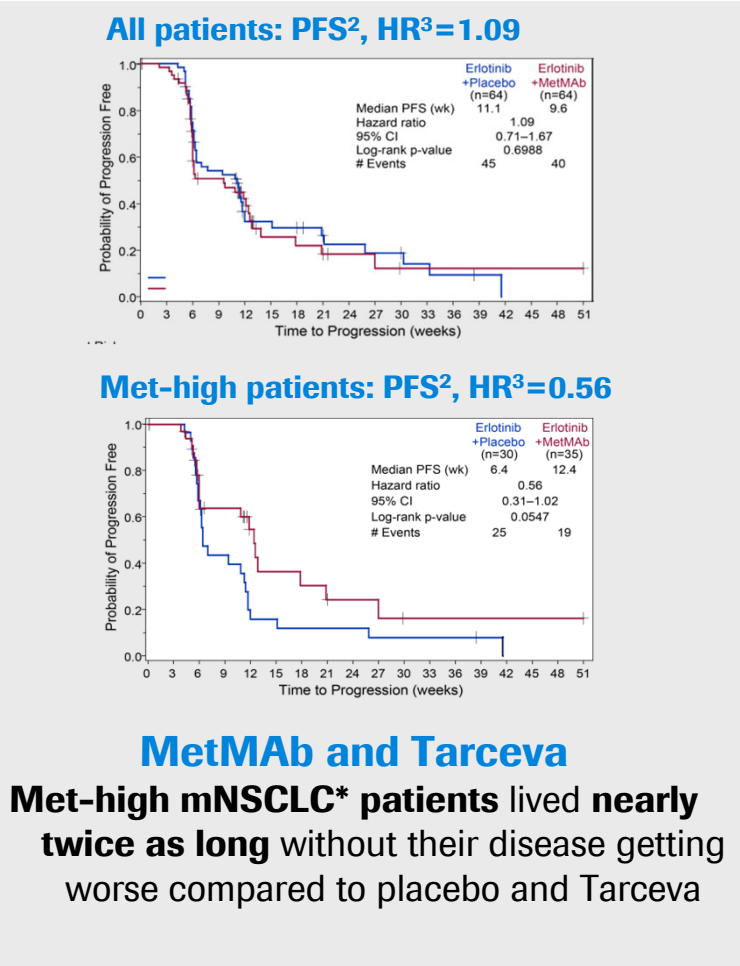 All patients: PFS², HR³=1.09
Erlotinib Erlotinib
+Placebo +MetMAb
(n=64) (n=64)
Median PFS (wk) 11.1 9.6
Hazard ratio 1.09
95% CI 0.71–1.67
Log-rank p-value 0.6988
# Events 45 40
Probability of Progression Free
1.0
0.8
0.6
0.4
0.2
0.0
0 3 6 9 12 15 18 21 24 27 30 33 36 39 42 45 48 51
Time to Progression (weeks)
Met-high patients: PFS², HR³=0.56
Erlotinib Erlotinib
+Placebo +MetMAb
(n=30) (n=35)
Median PFS (wk) 6.4 12.4
Hazard ratio 0.56
95% CI 0.31–1.02
Log-rank p-value 0.0547
# Events 25 19
Probability of Progression Free
1.0
0.8
0.6
0.4
0.2
0.0
0 3 6 9 12 15 18 21 24 27 30 33 36 39 42 45 48 51
Time to Progression (weeks)
MetMAb and Tarceva
Met-high mNSCLC* patients lived nearly
twice as long without their disease getting
worse compared to placebo and Tarceva